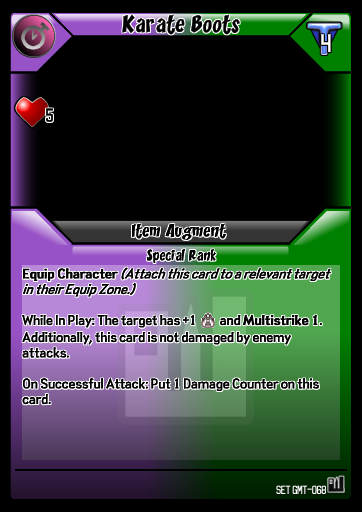 Karate Boots
4
5
Item Augment
Special Rank
Equip Character (Attach this card to a relevant target
in their Equip Zone.)
While In Play: The target has +1 and Multistrike 1.
Additionally, this card is not damaged by enemy
attacks.
On Successful Attack: Put 1 Damage Counter on this
card.
SET GMT-068